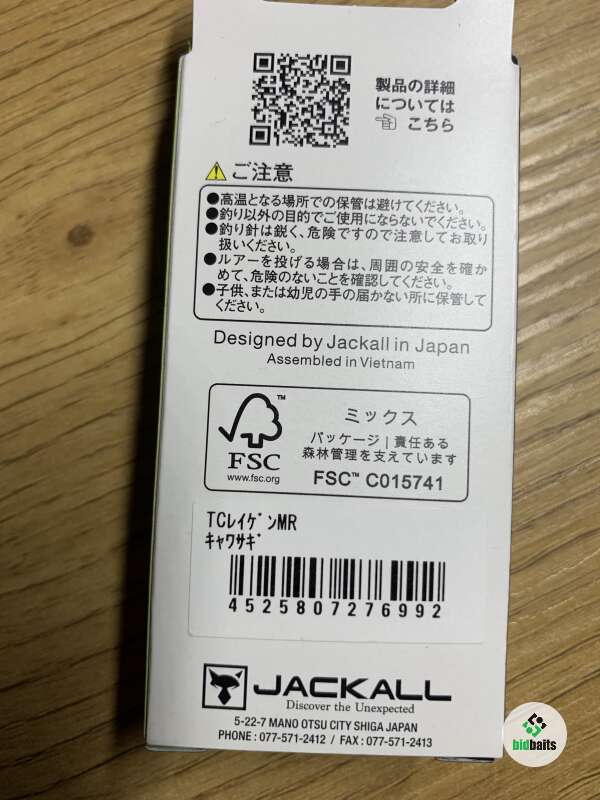 製品の詳細
については
☜ こちら
⚠ご注意
●高温となる場所での保管は避けてください。
●釣り以外の目的でご使用にならないでください。
●釣り針は鋭く、危険ですので注意してお取り
扱いください。
●ルアーを投げる場合は、周囲の安全を確か
めて、危険のないことを確認してください。
●子供、または幼児の手の届かない所に保管して
ください。
Designed by Jackall in Japan
Assembled in Vietnam
FSC™
www.fsc.org
ミックス
パッケージ | 責任ある
森林管理を支えています
FSC™ C015741
TCﾚｲｹﾞﾝMR
ｷｬﾜｻｷﾞ
4525807276992
JACKALL
Discover the Unexpected
5-22-7 MANO OTSU CITY SHIGA JAPAN
PHONE : 077-571-2412 / FAX : 077-571-2413
bidbaits